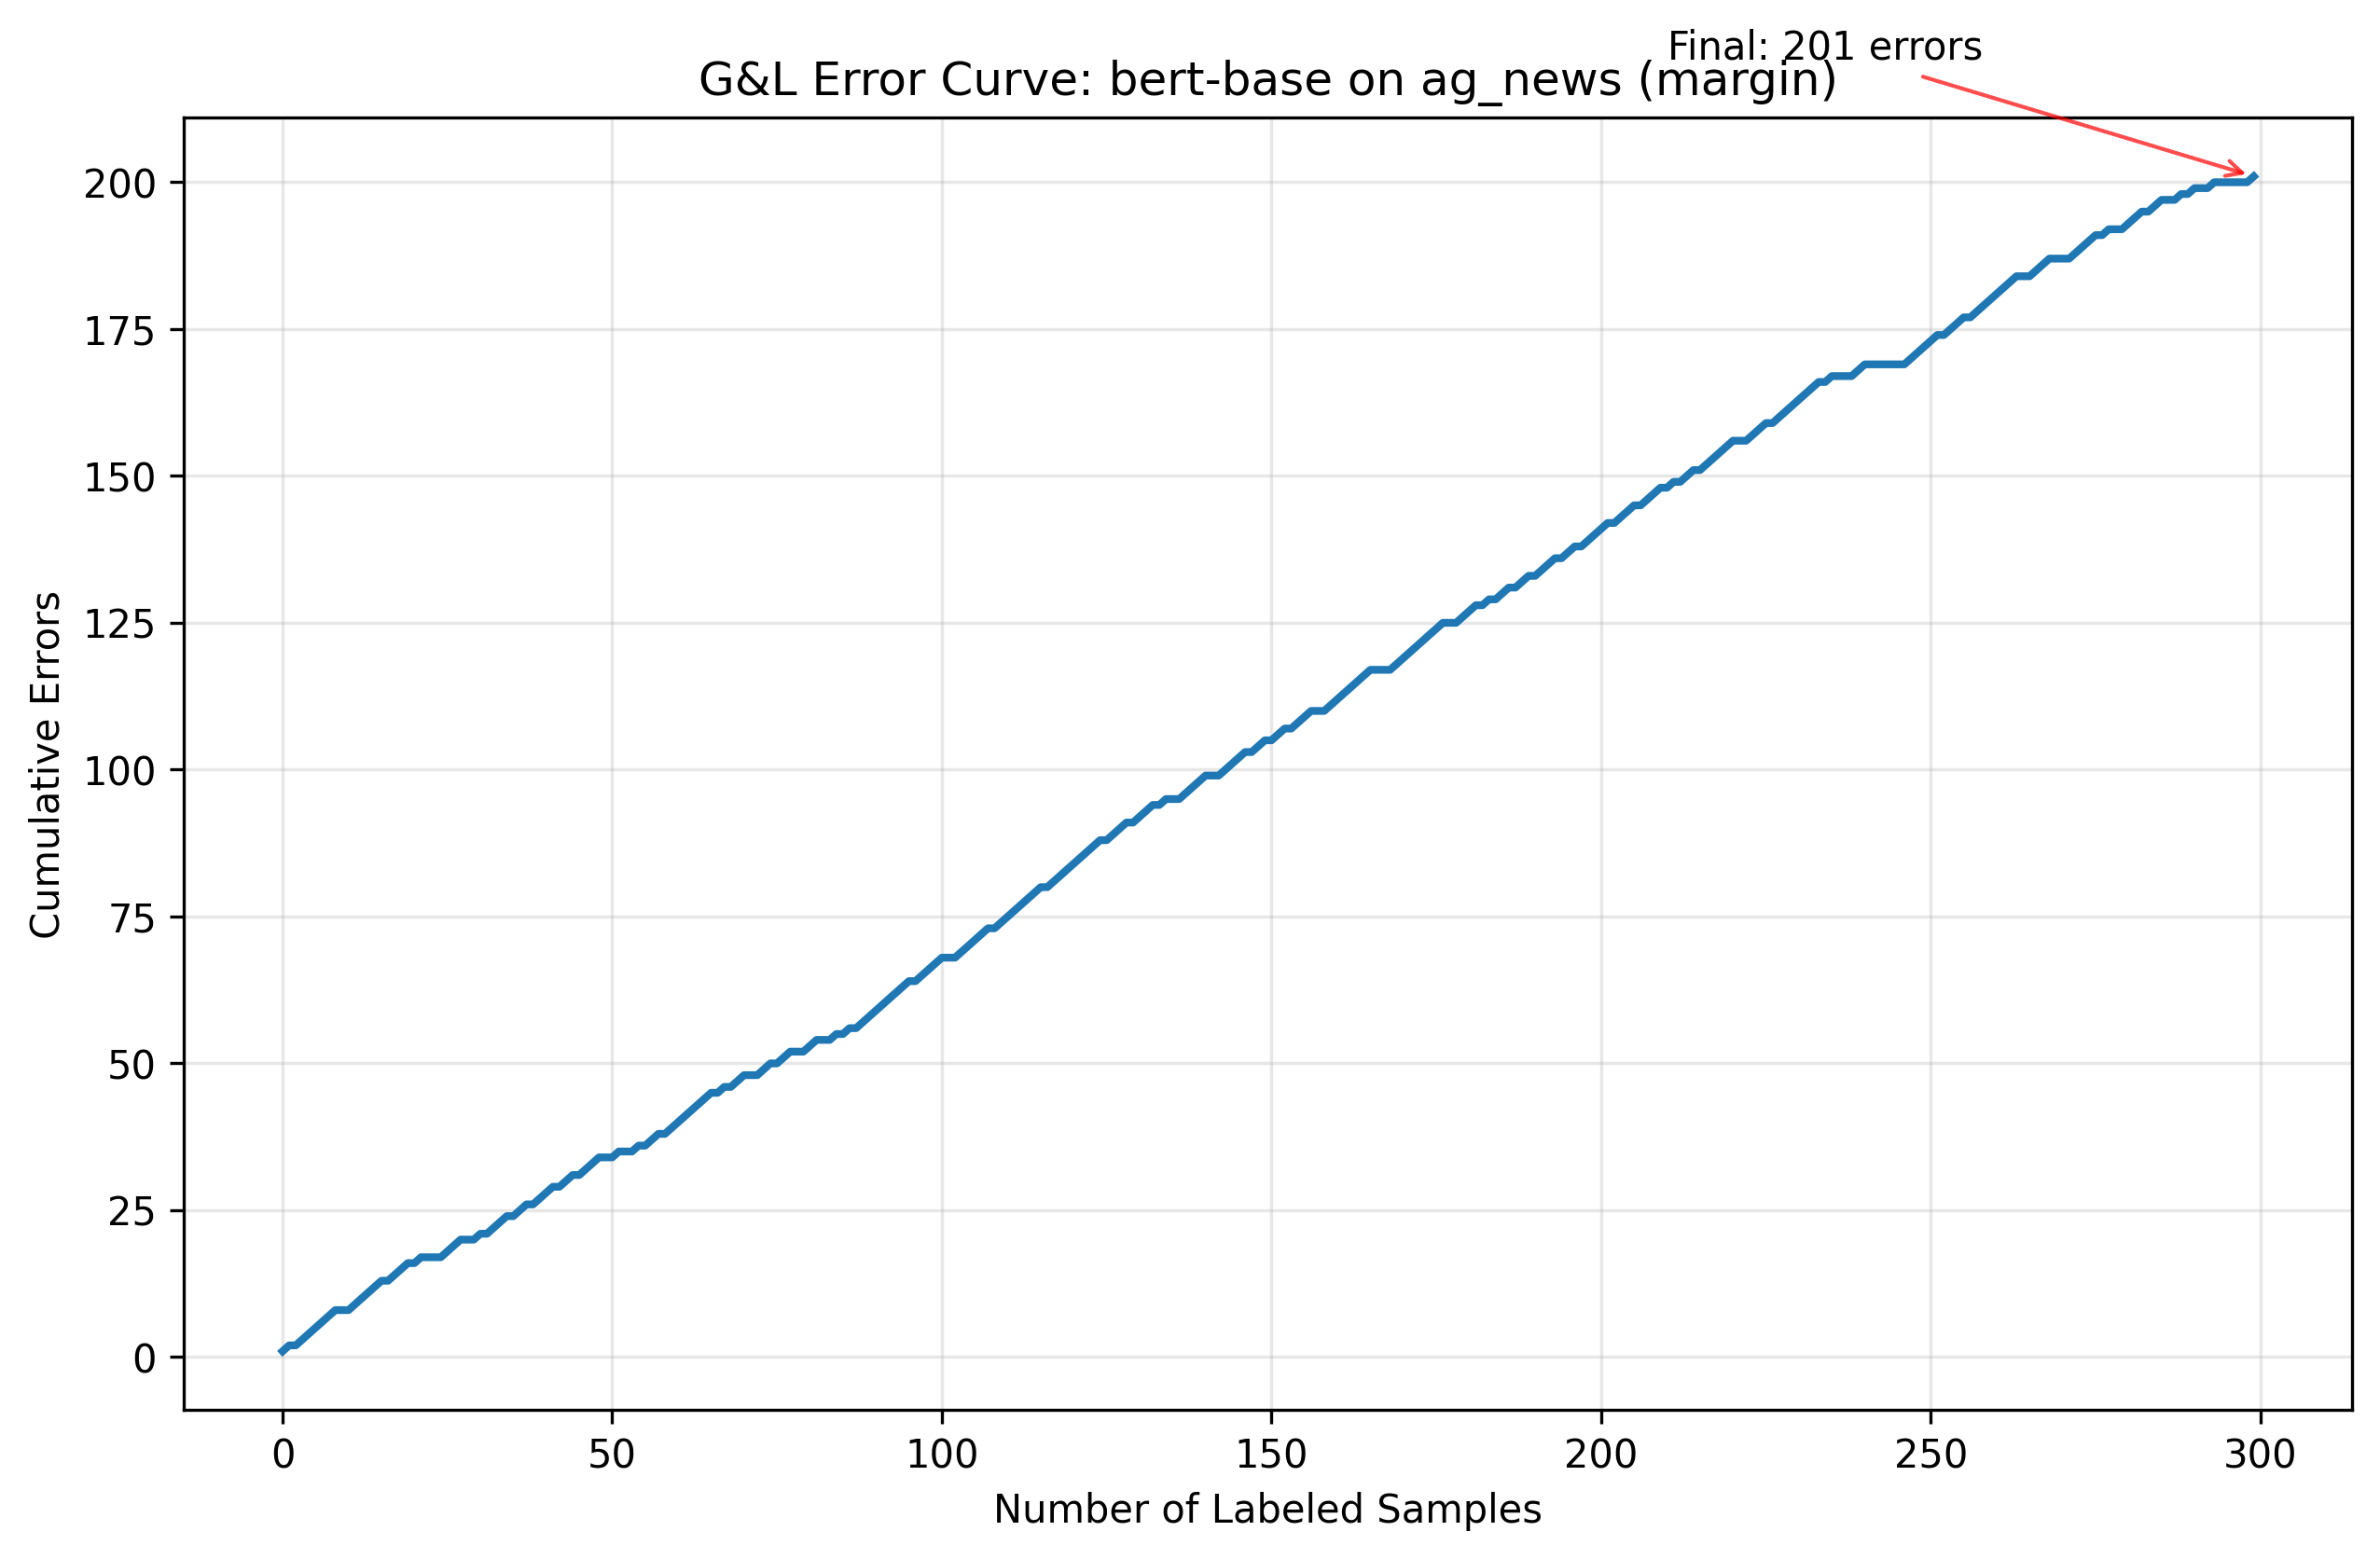 Final: 201 errors
G&L Error Curve: bert-base on ag_news (margin)
Cumulative Errors
200
175
150
125
100
75
50
25
0
0 50 100 150 200 250 300
Number of Labeled Samples